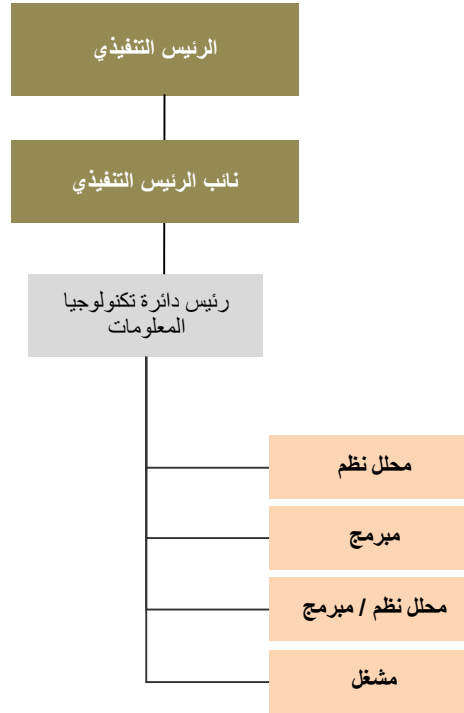 الرئيس التنفيذي
نائب الرئيس التنفيذي
رئيس دائرة تكنولوجيا
المعلومات
محلل نظم
مبرمج
محلل نظم / مبرمج
مشغل